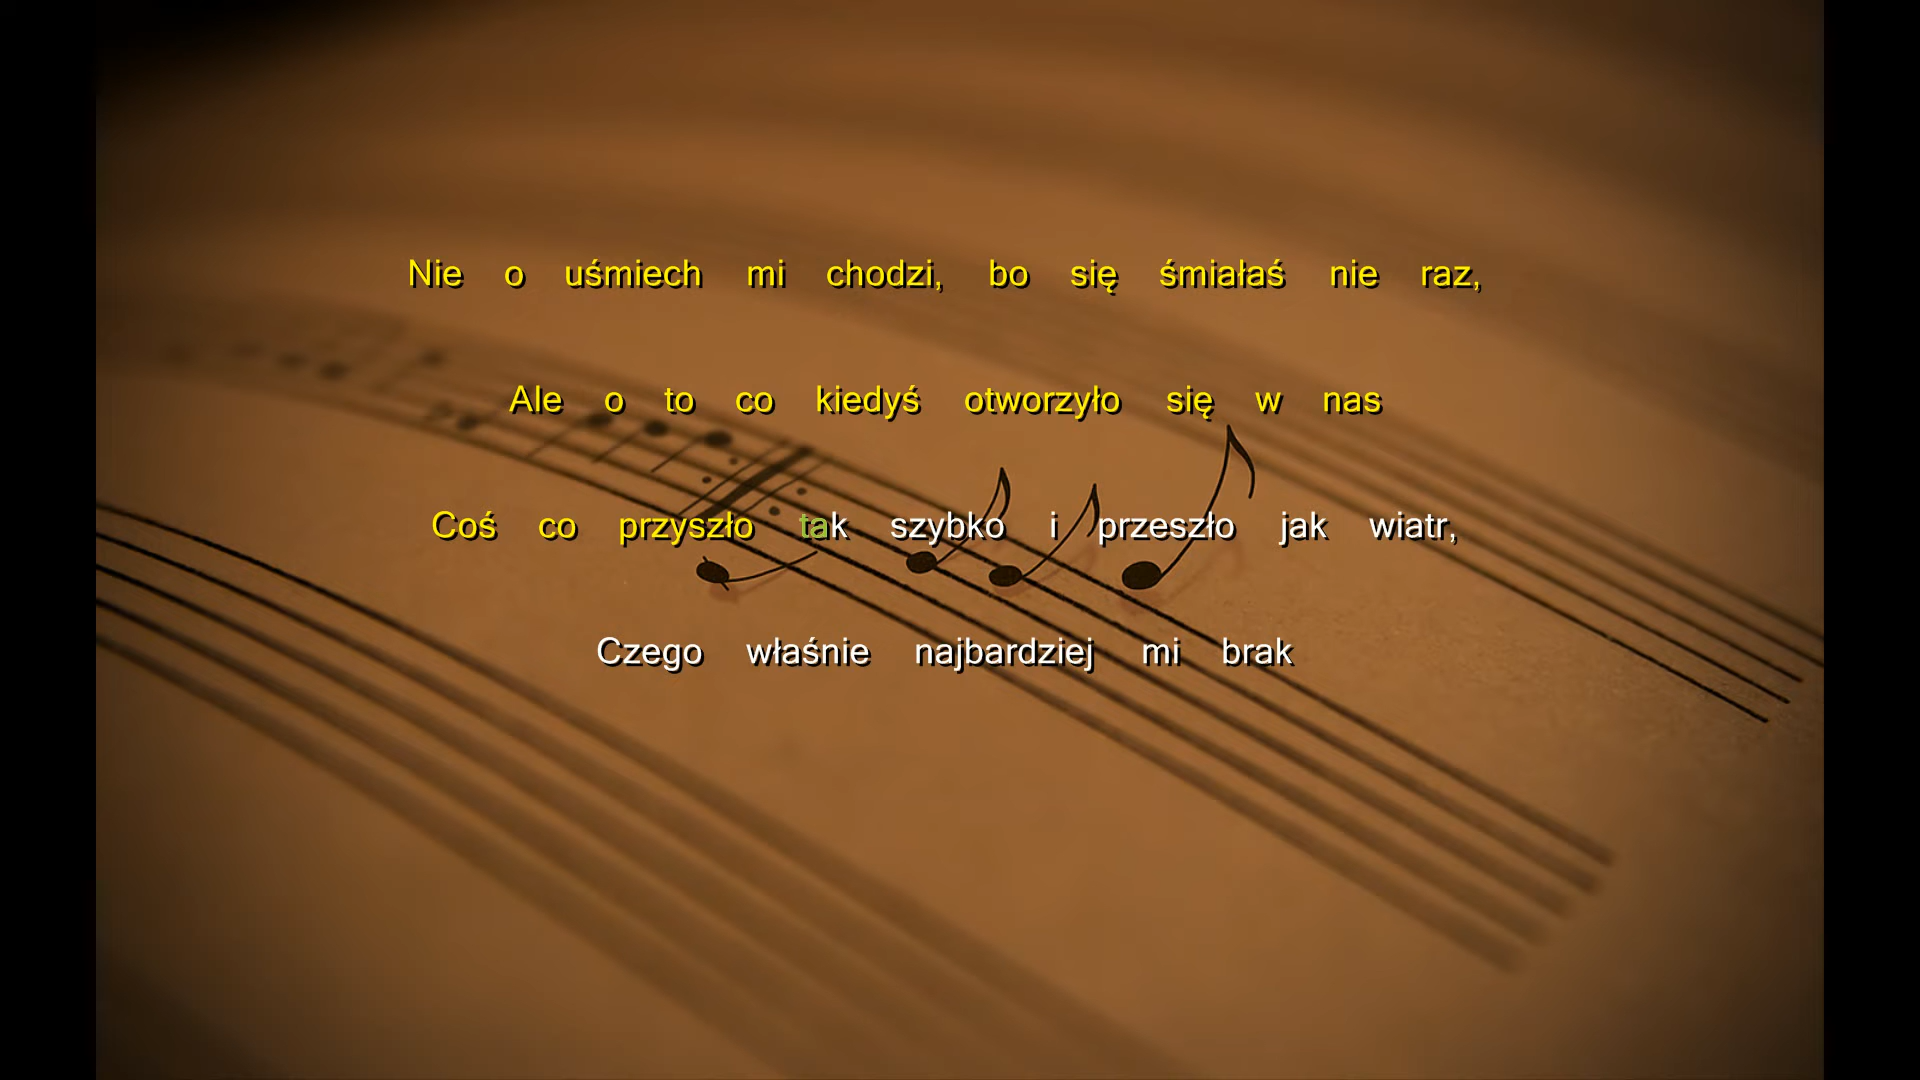 Nie o uśmiech mi chodzi, bo się śmiałaś nie raz,
Ale o to co kiedyś otworzyło się w nas
Coś co przyszło tak szybko i przeszło jak wiatr,
Czego właśnie najbardziej mi brak